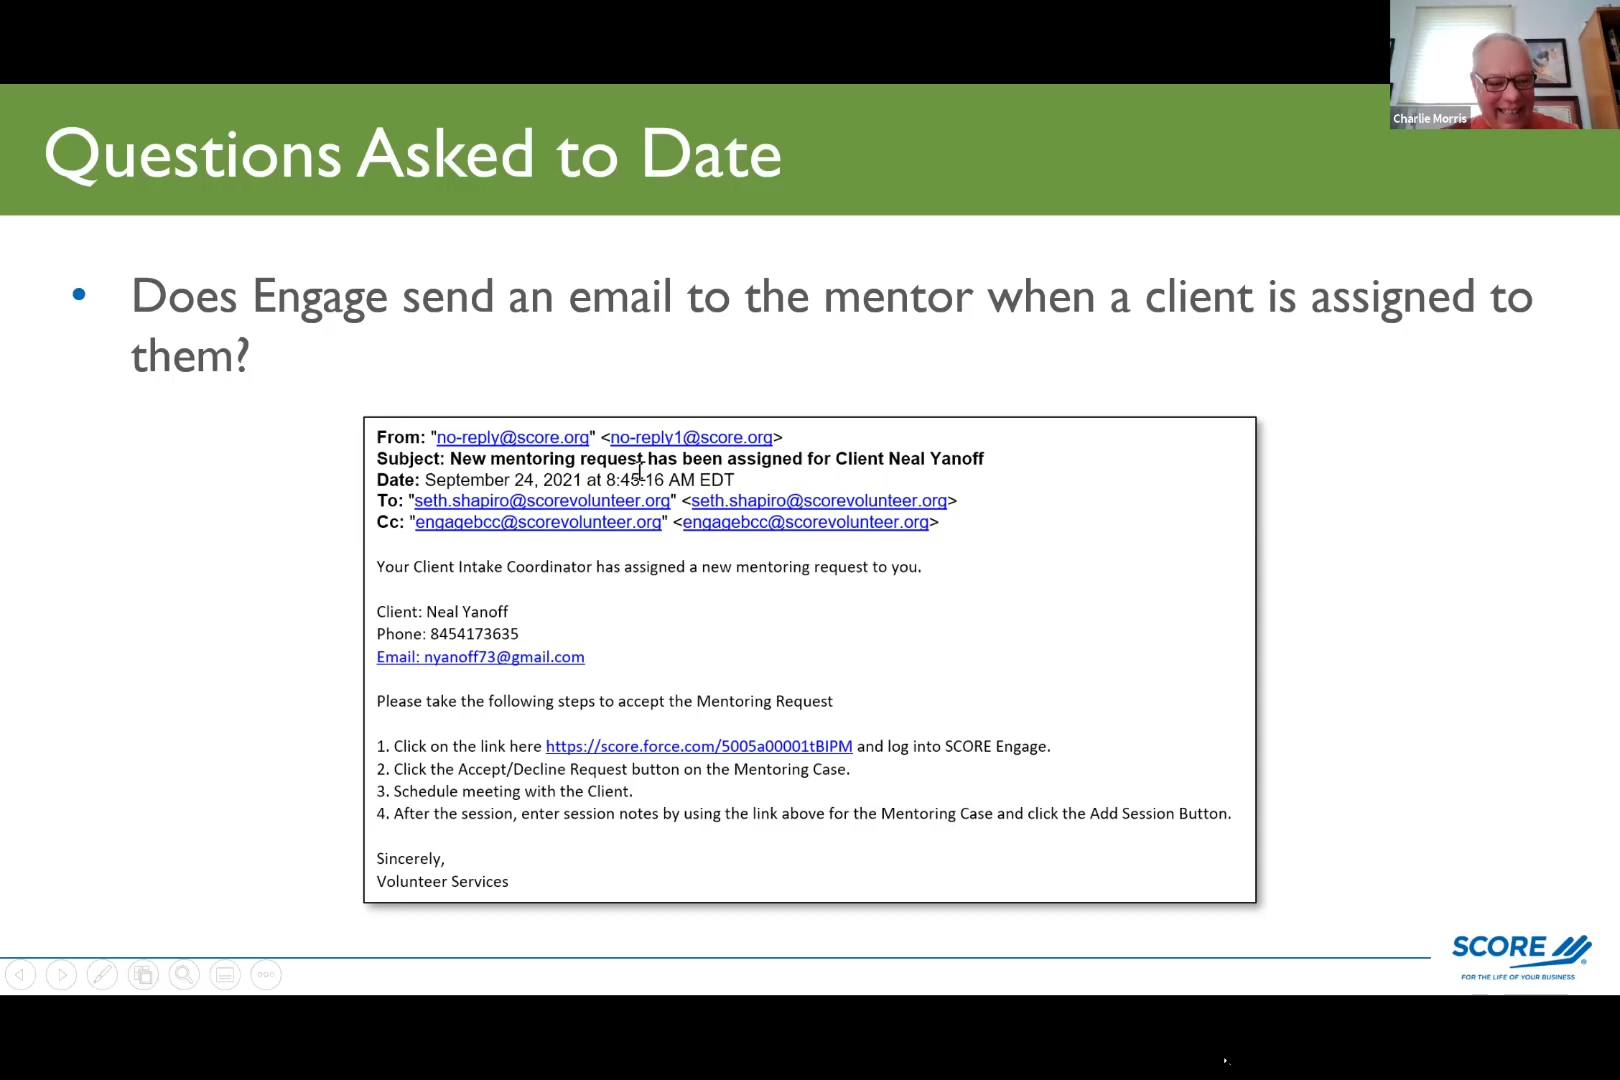 Charlie Morris
Questions Asked to Date
• Does Engage send an email to the mentor when a client is assigned to
them?
From: "no-reply@score.org" <no-reply1@score.org>
Subject: New mentoring request has been assigned for Client Neal Yanoff
Date: September 24, 2021 at 8:45:16 AM EDT
To: "seth.shapiro@scorevolunteer.org" <seth.shapiro@scorevolunteer.org>
Cc: "engagebcc@scorevolunteer.org" <engagebcc@scorevolunteer.org>
Your Client Intake Coordinator has assigned a new mentoring request to you.
Client: Neal Yanoff
Phone: 8454173635
Email: nyanoff73@gmail.com
Please take the following steps to accept the Mentoring Request
1. Click on the link here https://score.force.com/5005a00001tBIPM and log into SCORE Engage.
2. Click the Accept/Decline Request button on the Mentoring Case.
3. Schedule meeting with the Client.
4. After the session, enter session notes by using the link above for the Mentoring Case and click the Add Session Button.
Sincerely,
Volunteer Services
SCORE
FOR THE LIFE OF YOUR BUSINESS